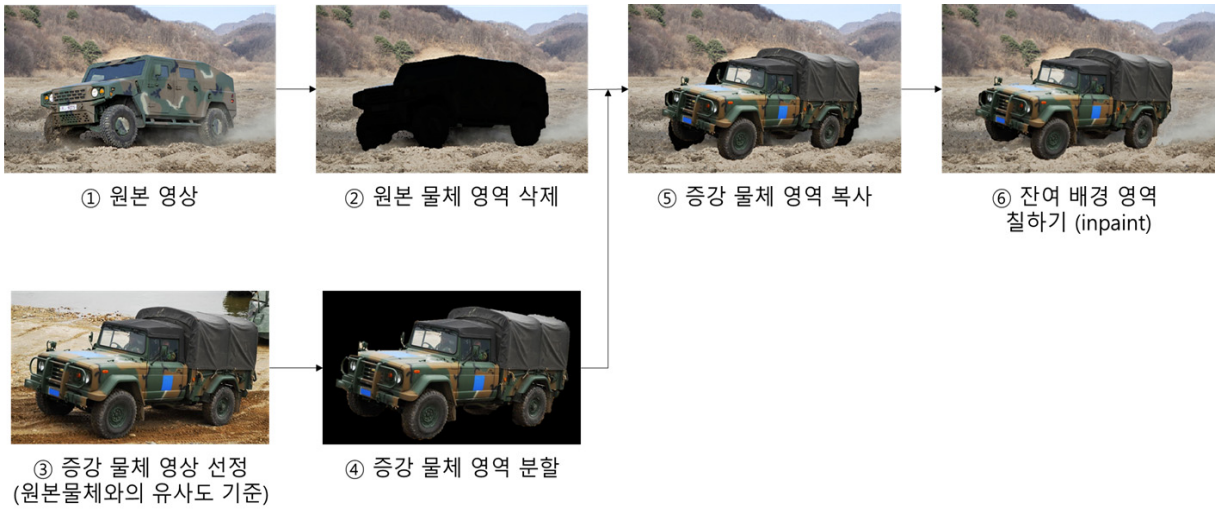 ① 원본 영상
② 원본 물체 영역 삭제
⑤ 증강 물체 영역 복사
⑥ 잔여 배경 영역
칠하기 (inpaint)
③ 증강 물체 영상 선정
(원본물체와의 유사도 기준)
④ 증강 물체 영역 분할